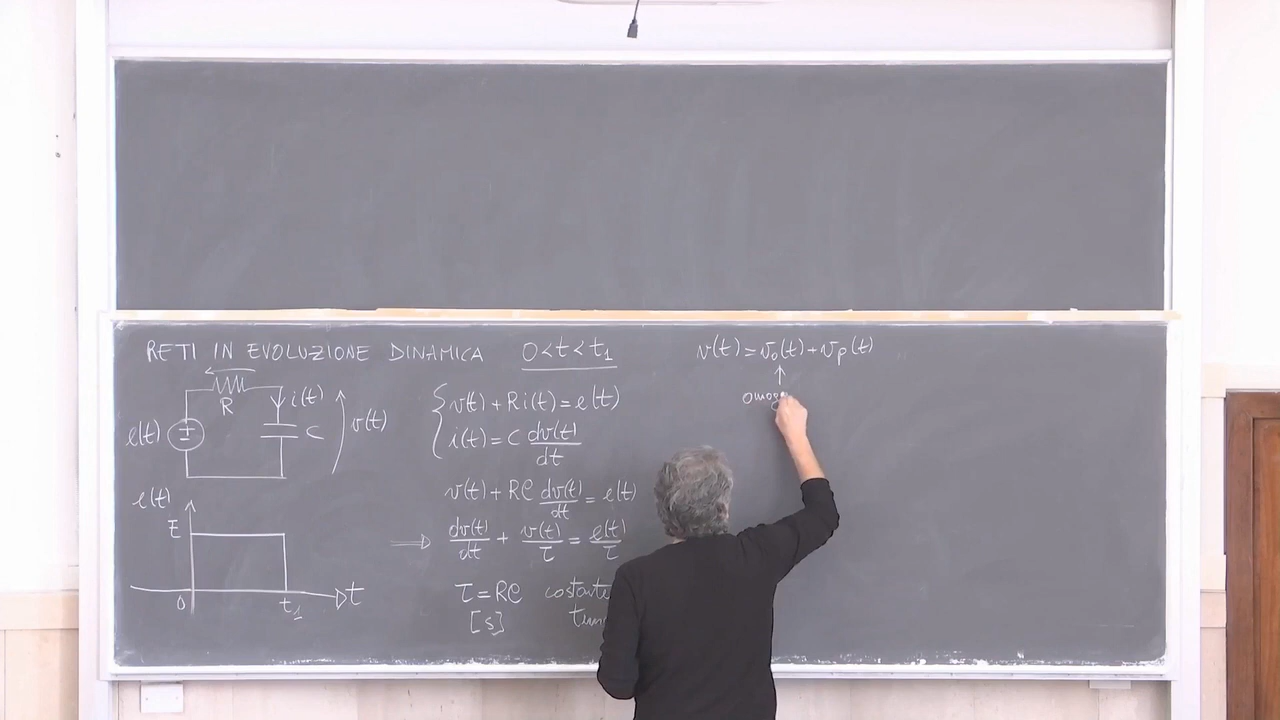 RETI IN EVOLUZIONE DINAMICA 0<t<t₁
R
i(t)
e(t)
±
C
v(t)
e(t)
E
0
t₁
t
v(t) + Ri(t) = e(t)
i(t) = C dv(t)/dt
v(t) + RC dv(t)/dt = e(t)
⇒ dv(t)/dt + v(t)/τ = e(t)/τ
τ = RC costante
[s]
v(t) = v₀(t) + vₚ(t)
↑